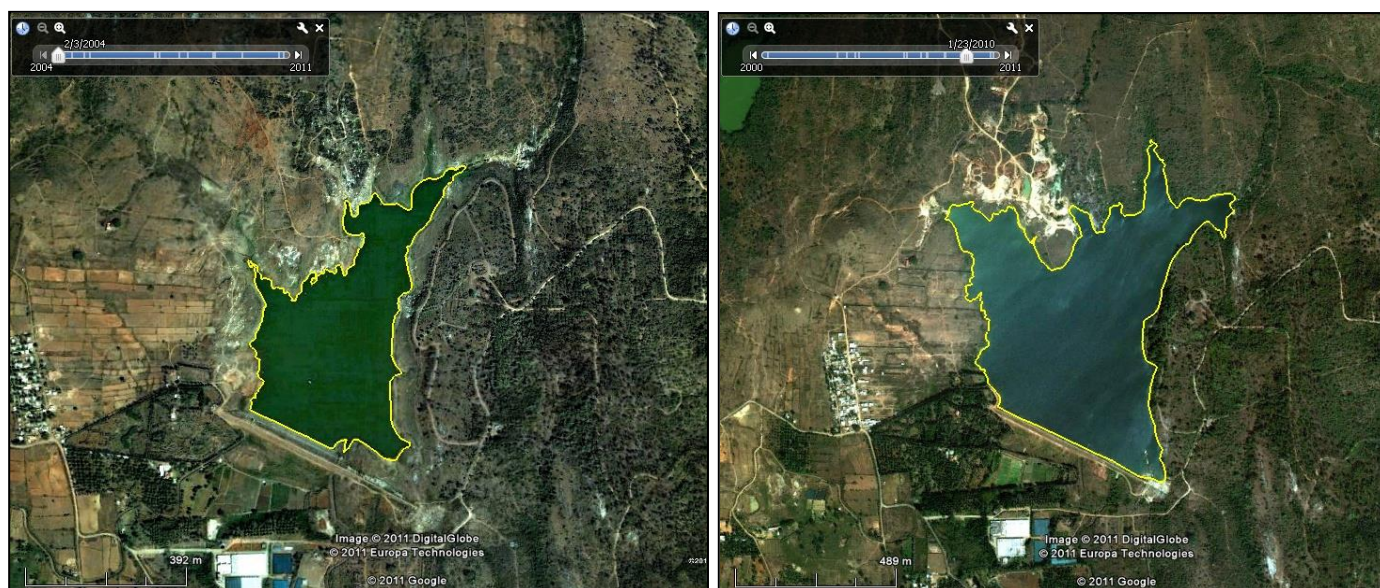 2/3/2004
2004
2011
Image © 2011 DigitalGlobe
© 2011 Europa Technologies
392 m
© 2011 Google
1/23/2010
2000
2011
Image © 2011 DigitalGlobe
© 2011 Europa Technologies
489 m
© 2011 Google